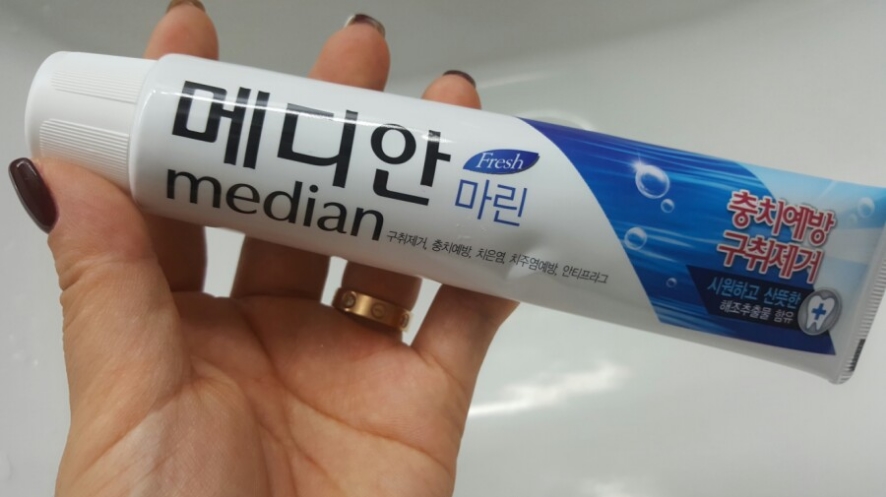 메디안
median
Fresh
마린
구취제거, 충치예방, 치은염, 치주염예방, 안티프라그
충치예방
구취제거
시원하고 산뜻한
해조추출물 함유